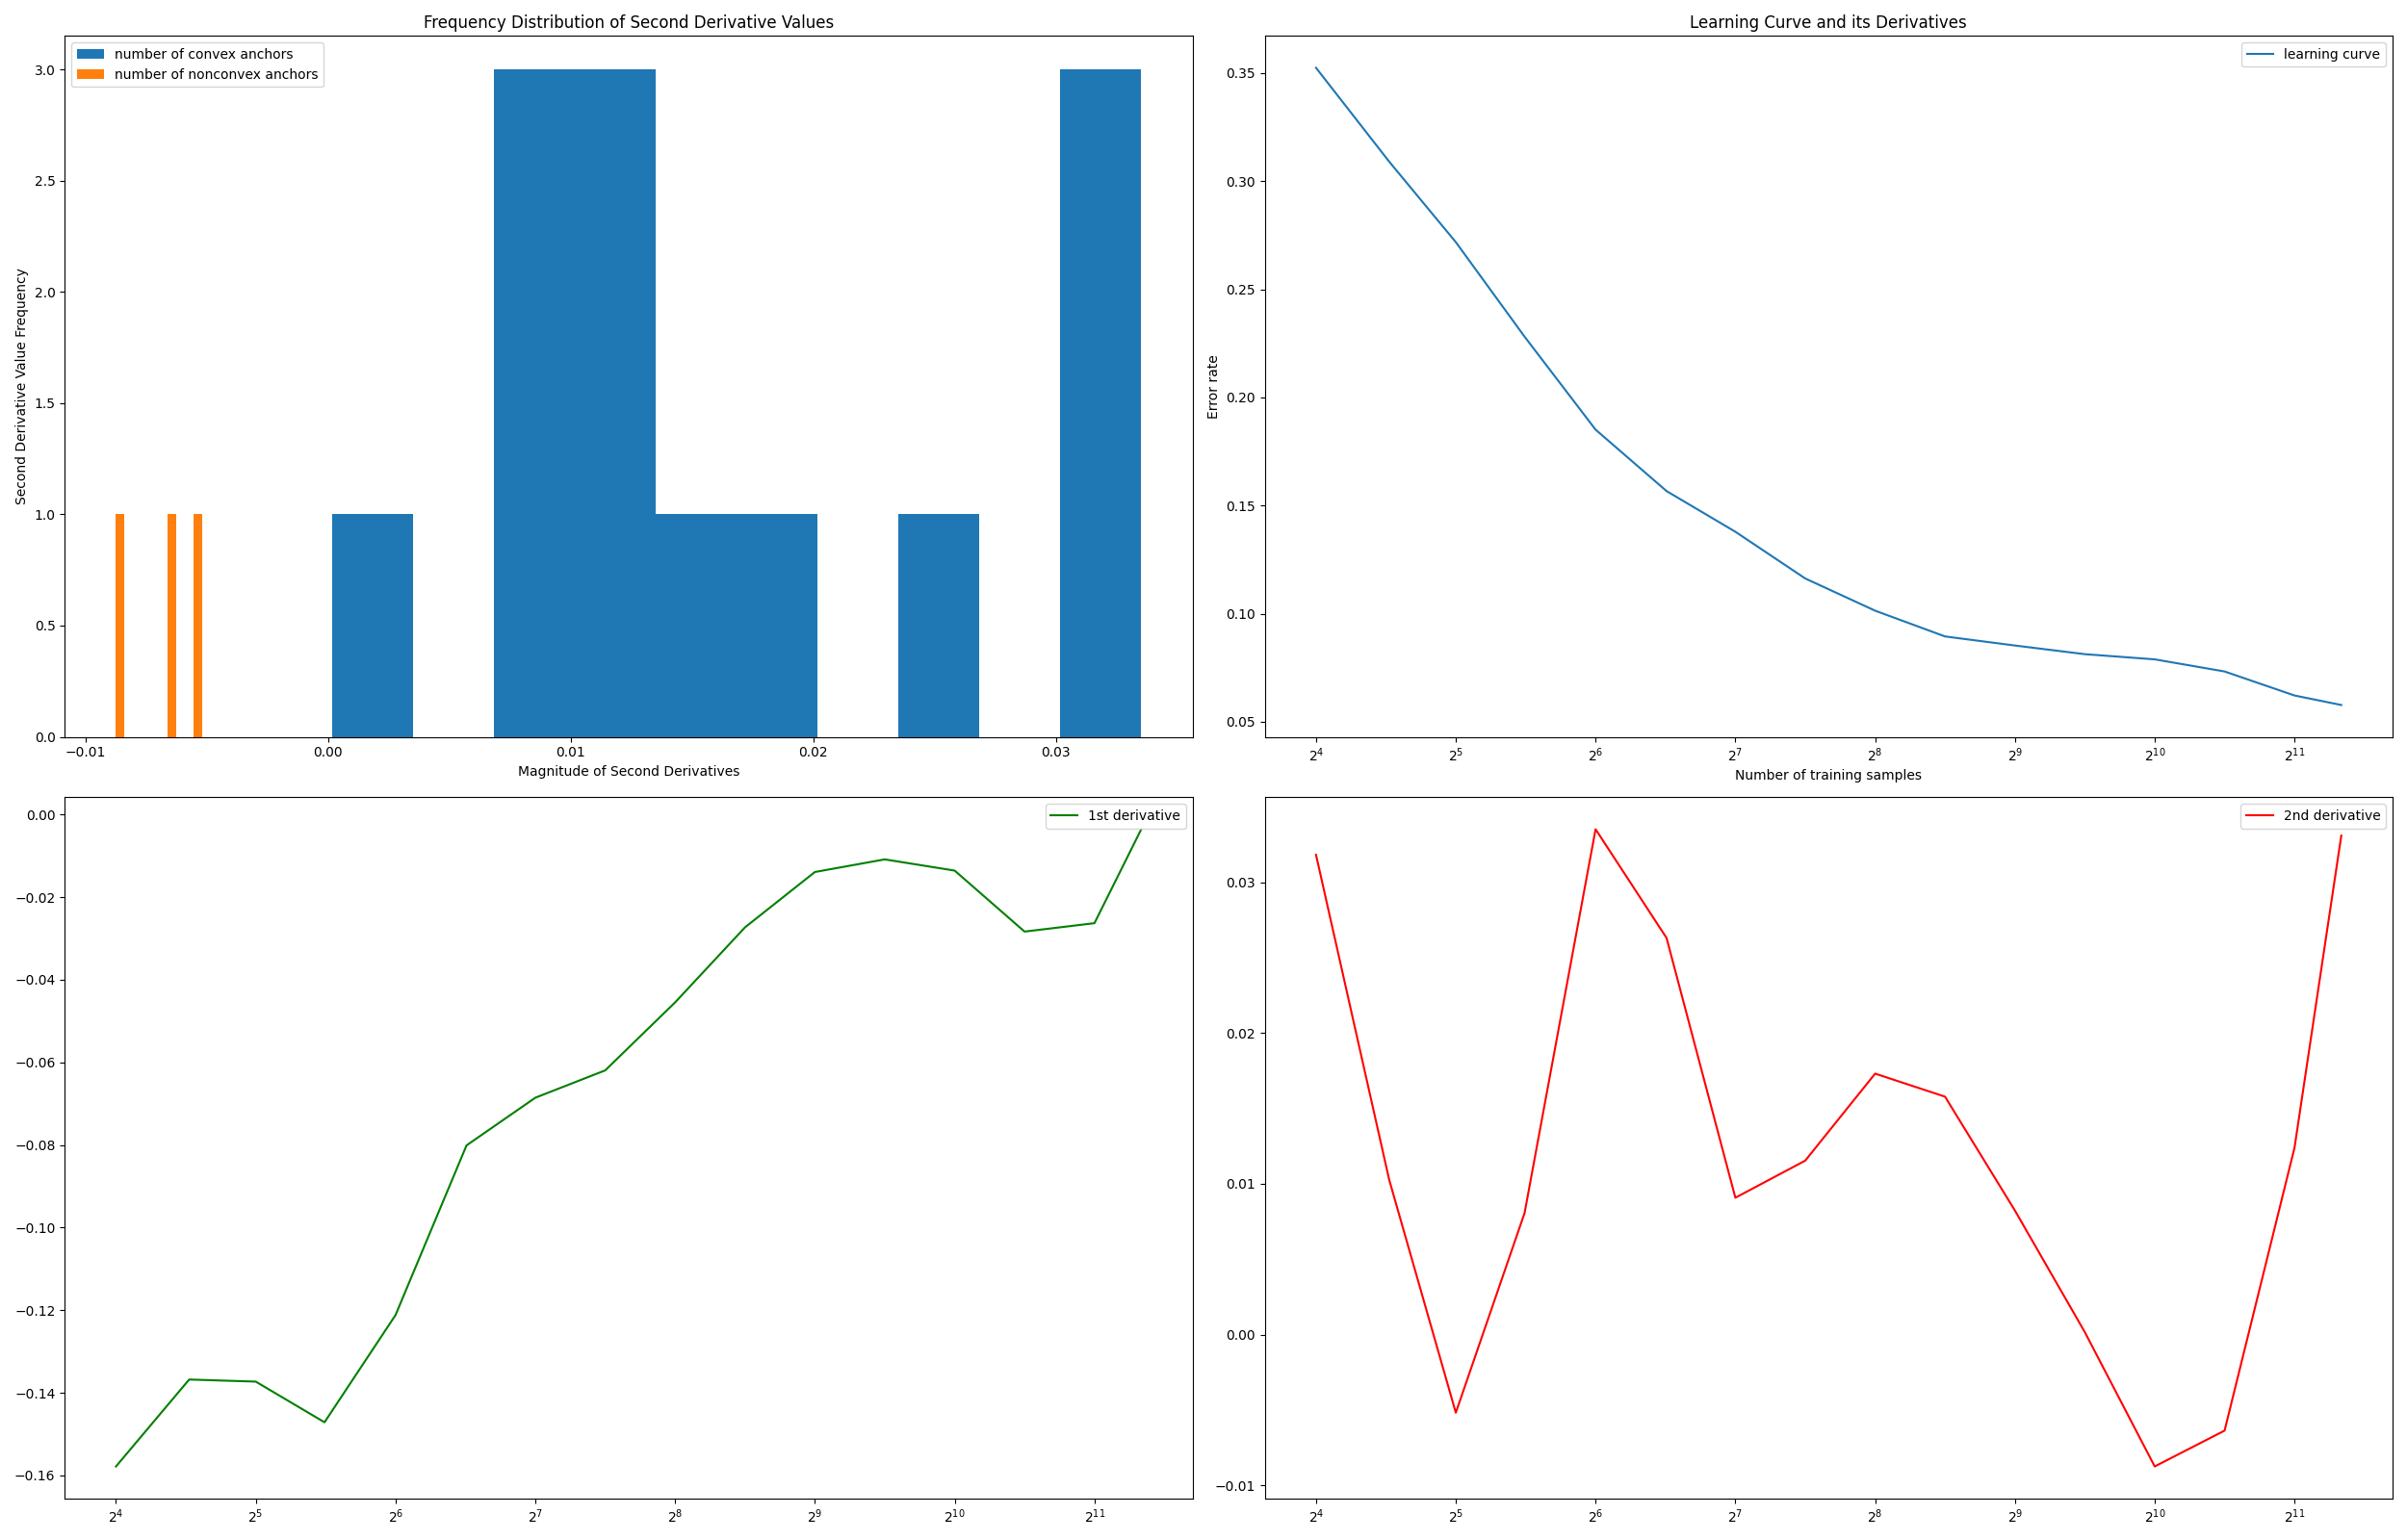 Frequency Distribution of Second Derivative Values
number of convex anchors
number of nonconvex anchors
Second Derivative Value Frequency
3.0
2.5
2.0
1.5
1.0
0.5
0.0
−0.01 0.00 0.01 0.02 0.03
Magnitude of Second Derivatives
Learning Curve and its Derivatives
learning curve
Error rate
0.35
0.30
0.25
0.20
0.15
0.10
0.05
2⁴ 2⁵ 2⁶ 2⁷ 2⁸ 2⁹ 2¹⁰ 2¹¹
Number of training samples
1st derivative
0.00
−0.02
−0.04
−0.06
−0.08
−0.10
−0.12
−0.14
−0.16
2⁴ 2⁵ 2⁶ 2⁷ 2⁸ 2⁹ 2¹⁰ 2¹¹
2nd derivative
0.03
0.02
0.01
0.00
−0.01
2⁴ 2⁵ 2⁶ 2⁷ 2⁸ 2⁹ 2¹⁰ 2¹¹